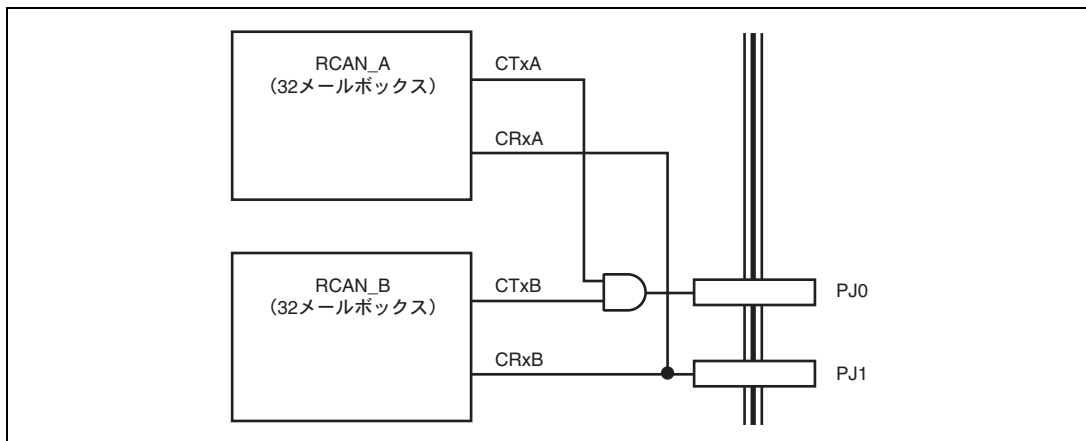 RCAN_A
（32メールボックス）
CTxA
CRxA
RCAN_B
（32メールボックス）
CTxB
CRxB
PJ0
PJ1